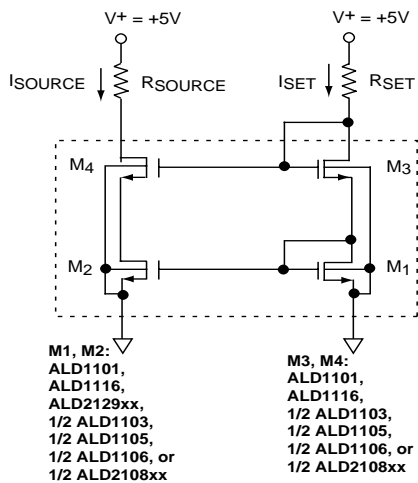 V+ = +5V
V+ = +5V
ISOURCE
RSOURCE
ISET
RSET
M4
M3
M2
M1
M1, M2:
ALD1101,
ALD1116,
ALD2129xx,
1/2 ALD1103,
1/2 ALD1105,
1/2 ALD1106, or
1/2 ALD2108xx
M3, M4:
ALD1101,
ALD1116,
1/2 ALD1103,
1/2 ALD1105,
1/2 ALD1106, or
1/2 ALD2108xx